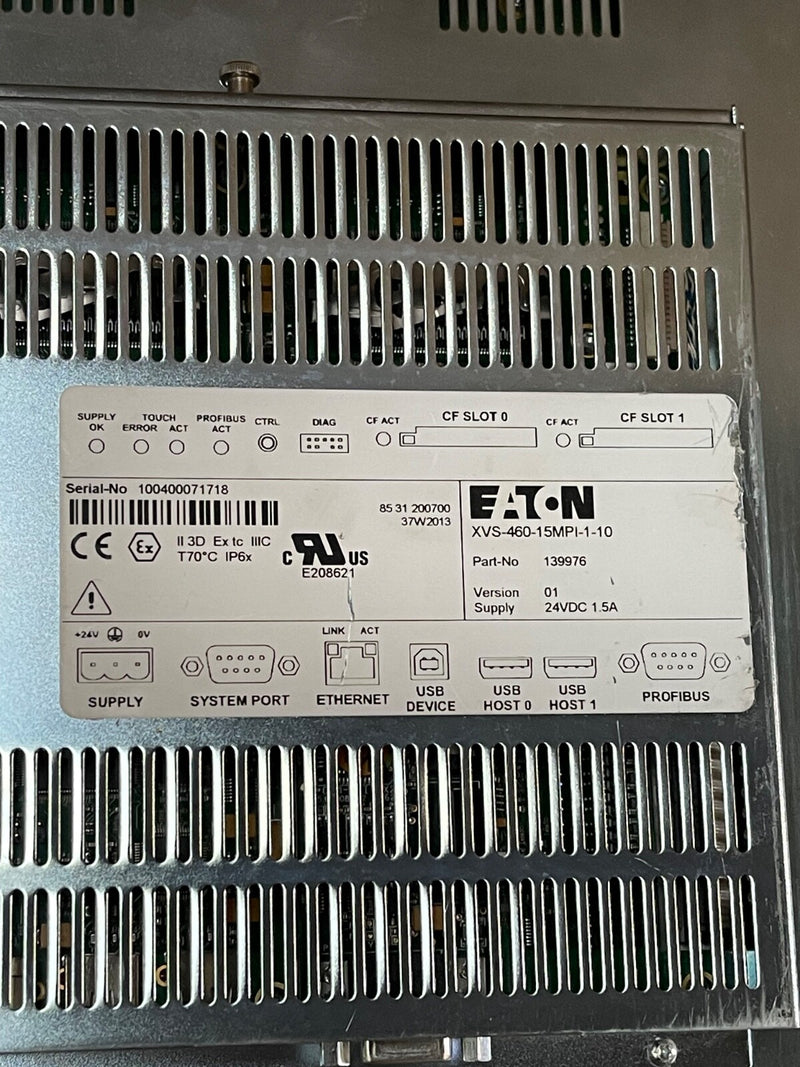 SUPPLY OK
TOUCH
ERROR ACT
PROFIBUS ACT
CTRL
DIAG
CF ACT
CF SLOT 0
CF ACT
CF SLOT 1
Serial-No 100400071718
85 31 200700
37W2013
CE Ex II 3D Ex tc IIIC
T70°C IP6x
C RU US
E208621
EATON
XVS-460-15MPI-1-10
Part-No 139976
Version 01
Supply 24VDC 1.5A
+24V 0V
SUPPLY
SYSTEM PORT
LINK ACT
ETHERNET
USB DEVICE
USB HOST 0
USB HOST 1
PROFIBUS